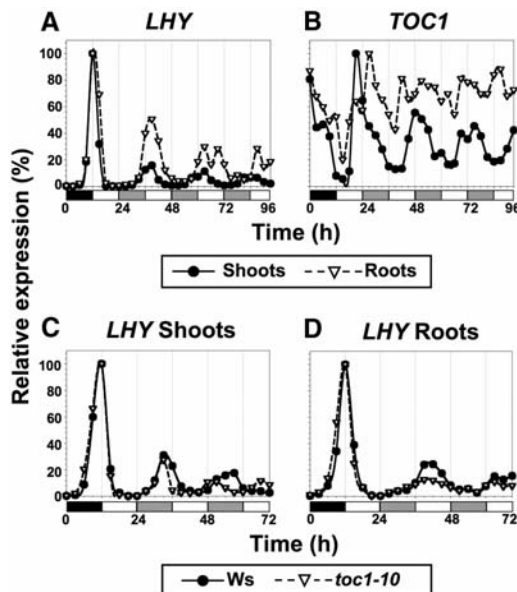 A LHY
B TOC1
Relative expression (%)
100
80
60
40
20
0
0 24 48 72 96
0 24 48 72 96
Time (h)
Time (h)
Shoots Roots
C LHY Shoots
D LHY Roots
100
80
60
40
20
0
0 24 48 72
0 24 48 72
Time (h)
Time (h)
Ws toc1-10